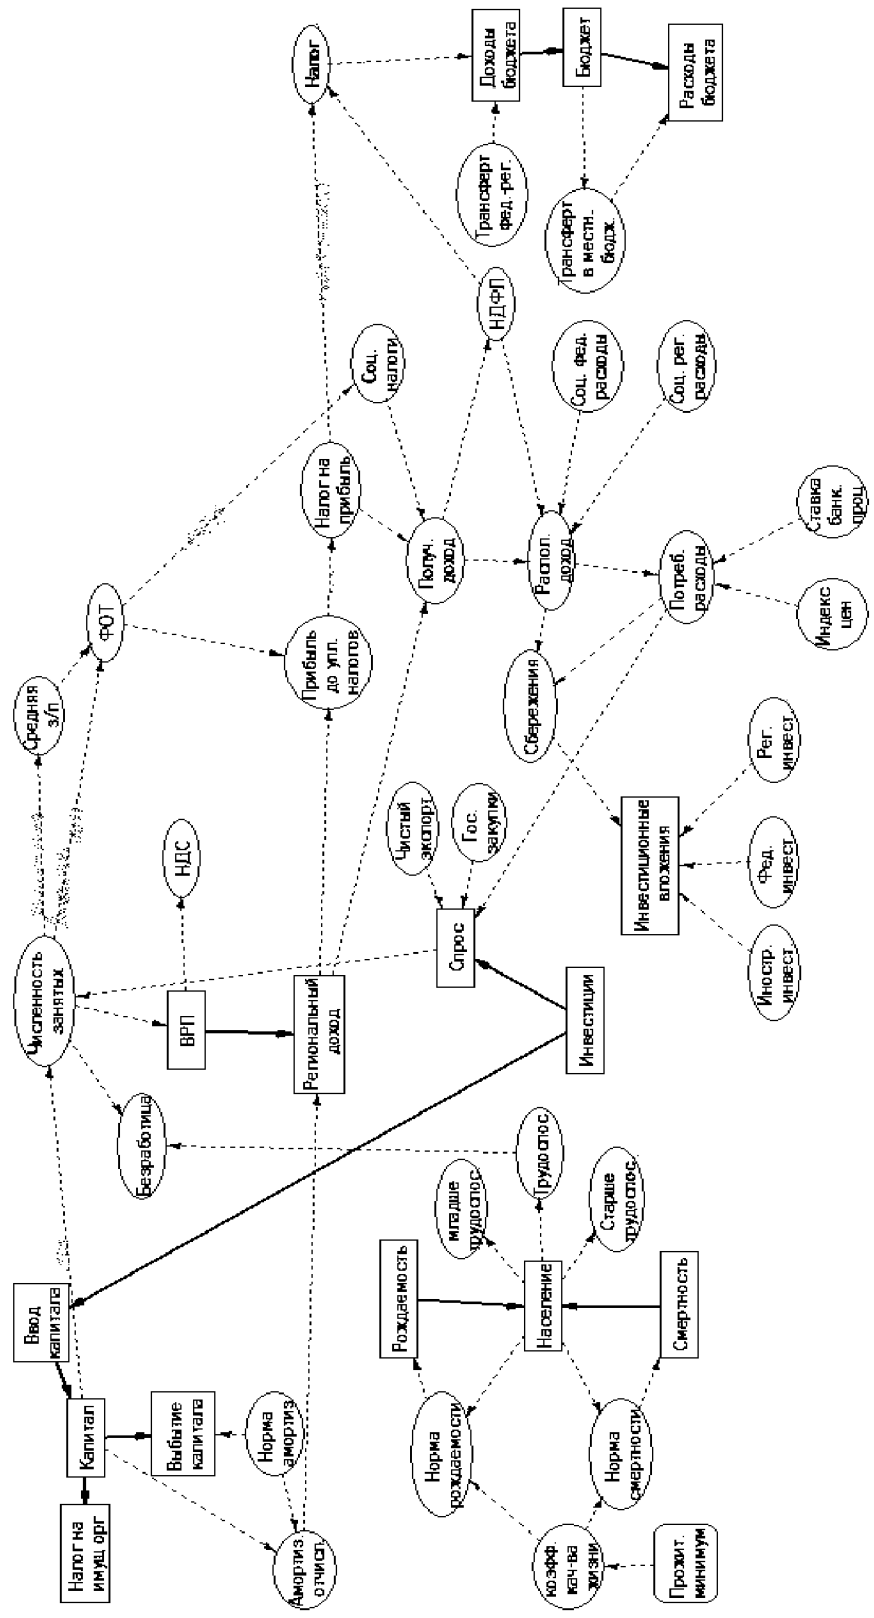 Налог на
имущ орг
Капитал
Ввод
капитала
Выбытие
капитала
Норма
амортиз
Амортиз.
отчисл.
Численность
занятых
Безработица
ВРП
НДС
Региональный
доход
Средняя
з/п
ФОТ
Прибыль
до упл.
налогов
Налог на
прибыль
Соц.
налоги
Получ.
доход
НДФЛ
Налог
Доходы
бюджета
Бюджет
Расходы
бюджета
Трансферт
фед.-рег.
Трансферт
в местн.
бюдж.
Соц. фед.
расходы
Соц. рег.
расходы
Распол.
доход
Потреб.
расходы
Ставка
банк.
проц
Индекс
цен
Сбережения
Чистый
экспорт
Гос.
закупки
Спрос
Инвестиции
Инвестиционные
вложения
Рег.
инвест
Фед.
инвест
Иностр.
инвест
Рождаемость
младше
трудоспос.
Трудоспос.
Старше
трудоспос.
Население
Смертность
Норма
рождаемости
Норма
смертности
коэфф.
кач-ва
жизни
Прожит.
минимум